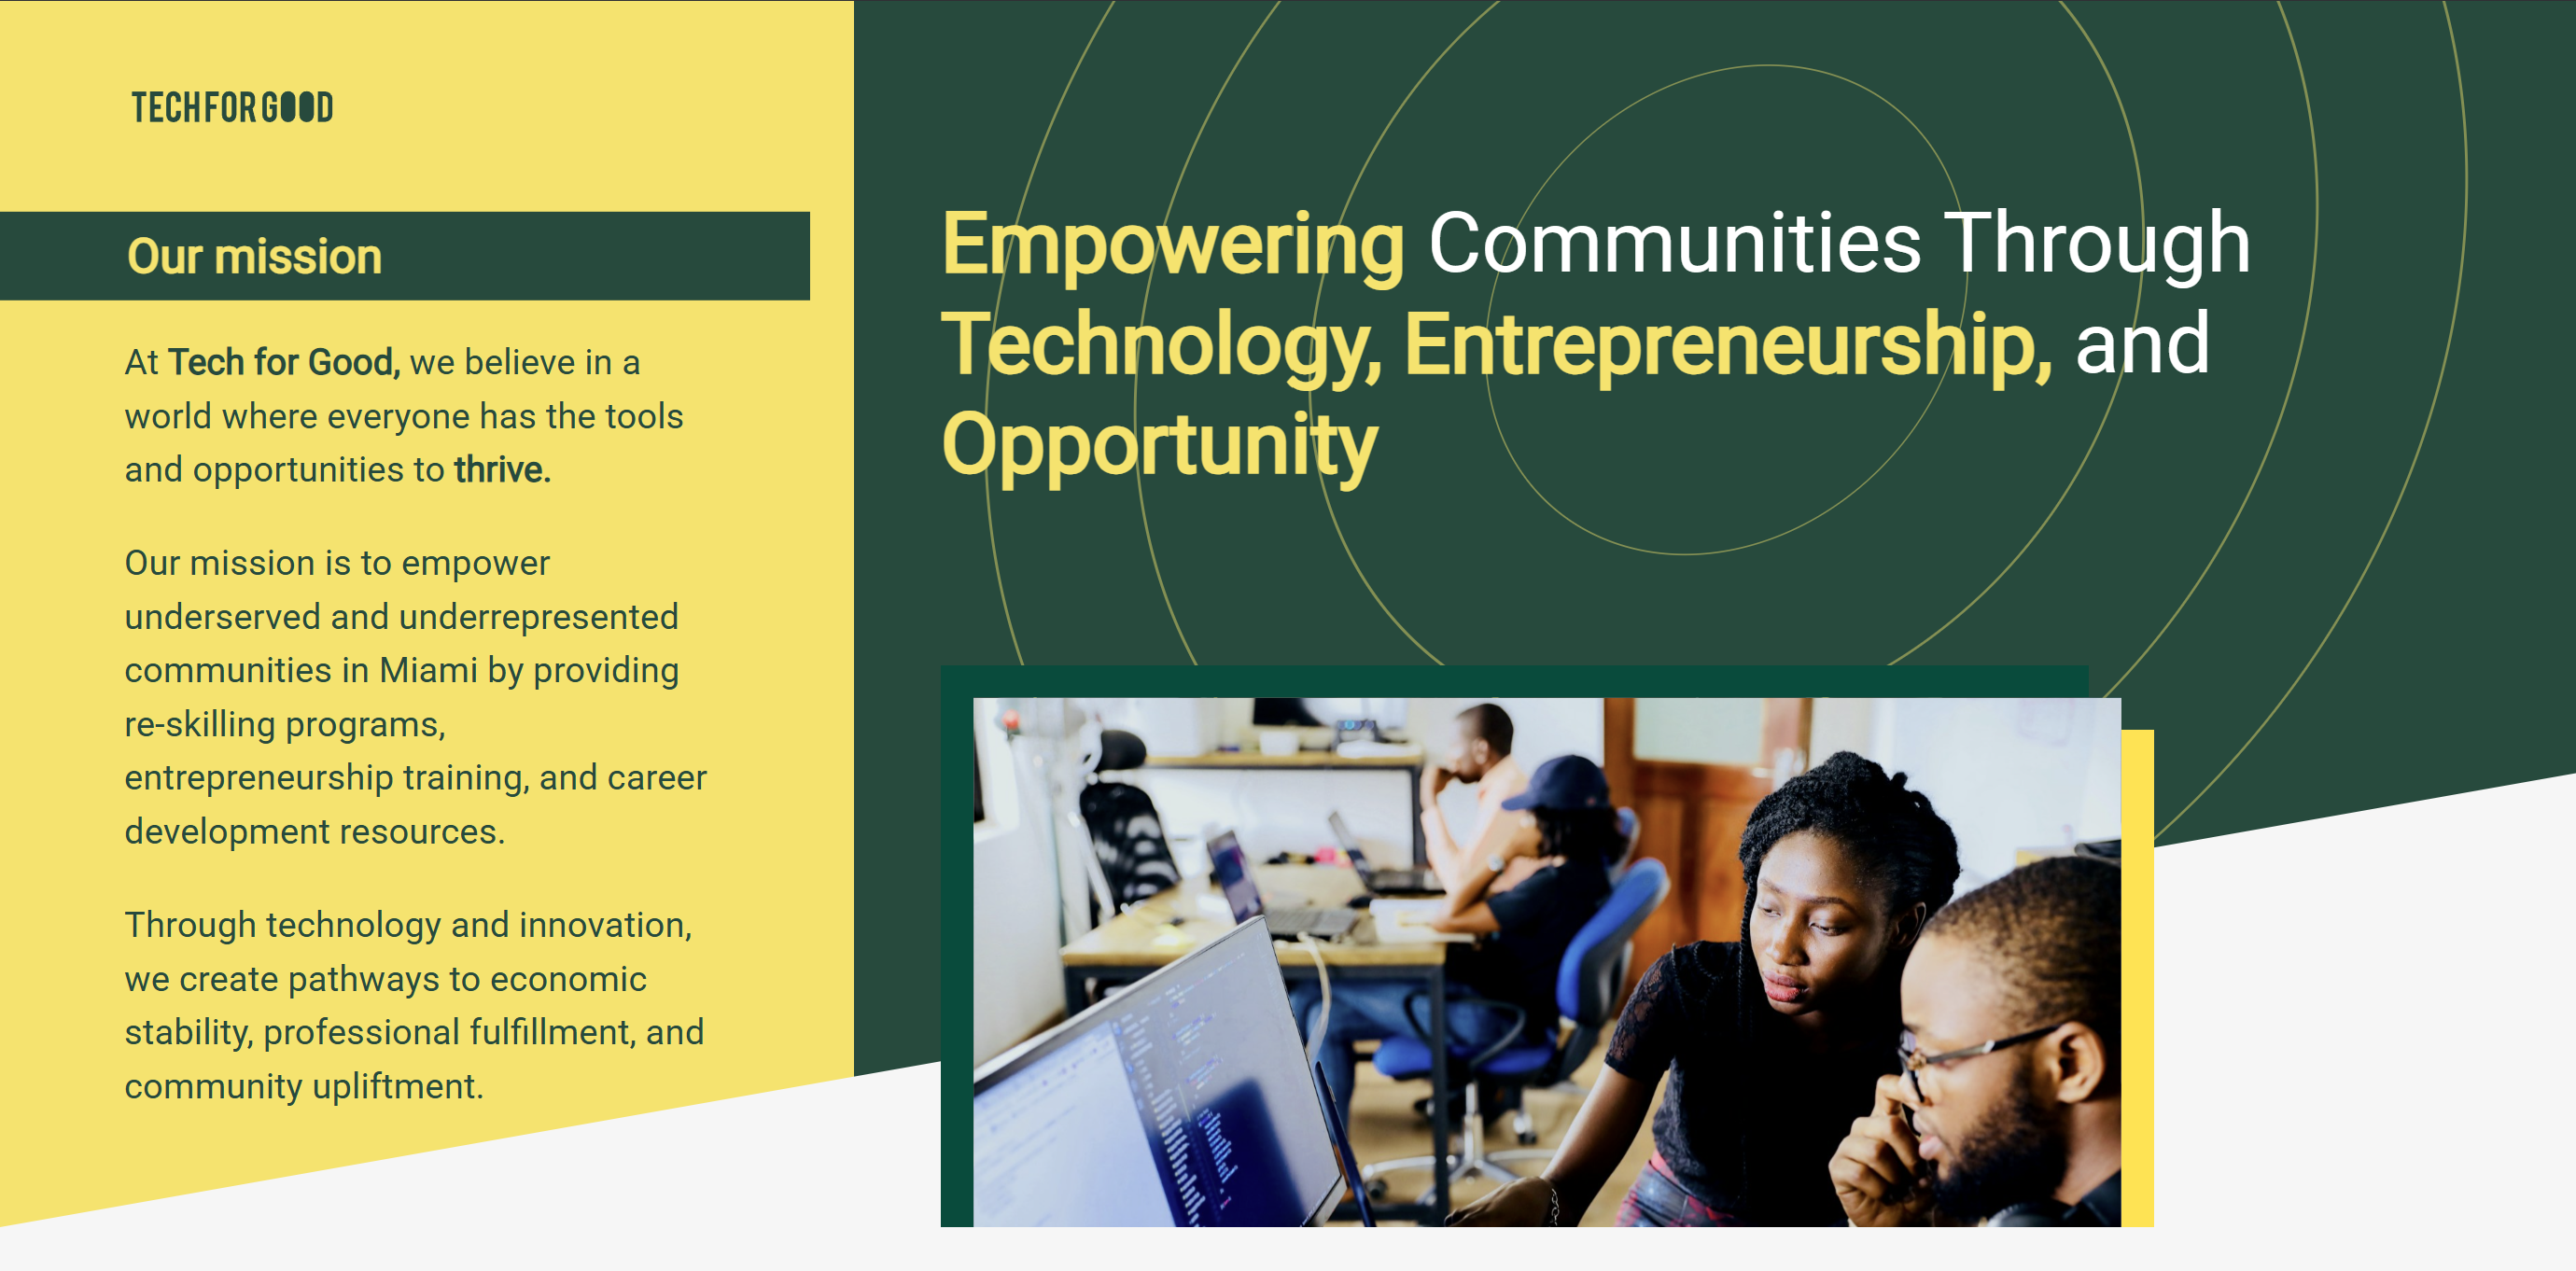 TECH FOR GOOD
Our mission
At Tech for Good, we believe in a
world where everyone has the tools
and opportunities to thrive.
Our mission is to empower
underserved and underrepresented
communities in Miami by providing
re-skilling programs,
entrepreneurship training, and career
development resources.
Through technology and innovation,
we create pathways to economic
stability, professional fulfillment, and
community upliftment.
Empowering Communities Through
Technology, Entrepreneurship, and
Opportunity